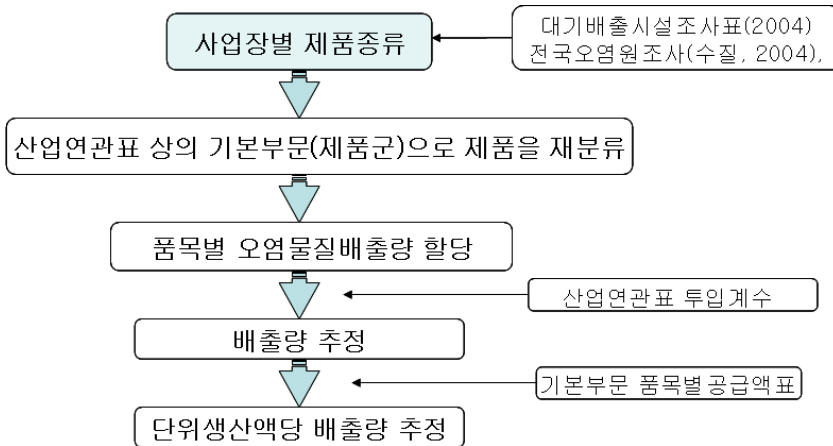 사업장별 제품종류
대기배출시설조사표(2004)
전국오염원조사(수질, 2004),
산업연관표 상의 기본부문(제품군)으로 제품을 재분류
품목별 오염물질배출량 할당
산업연관표 투입계수
배출량 추정
기본부문 품목별공급액표
단위생산액당 배출량 추정